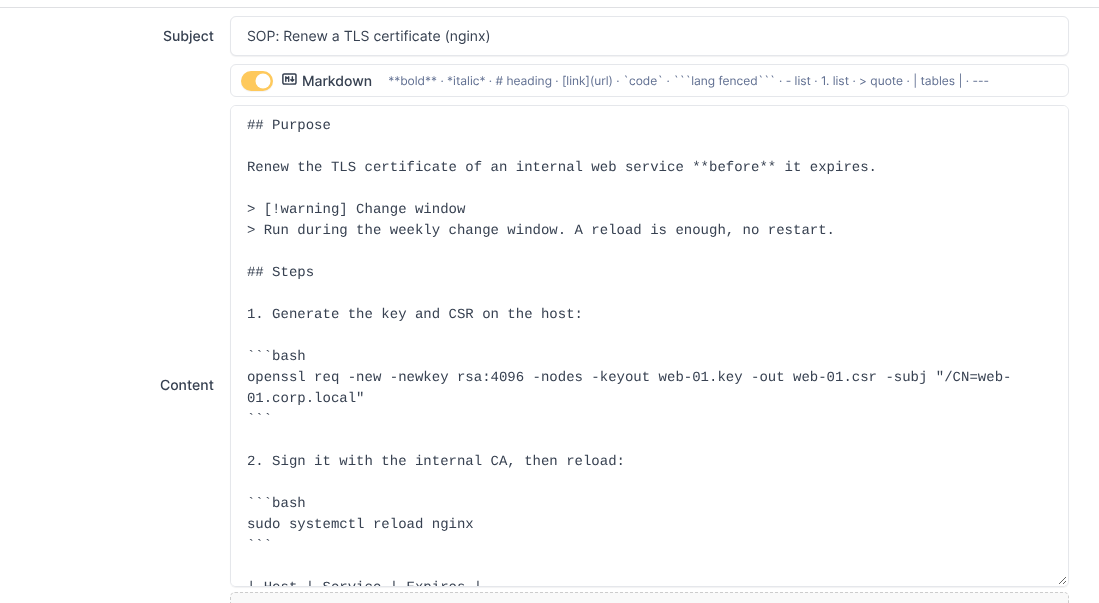 Subject
SOP: Renew a TLS certificate (nginx)
Markdown **bold** · *italic* · # heading · [link](url) · `code` · ```lang fenced``` · - list · 1. list · > quote · | tables | · ---
Content
## Purpose
Renew the TLS certificate of an internal web service **before** it expires.
> [!warning] Change window
> Run during the weekly change window. A reload is enough, no restart.
## Steps
1. Generate the key and CSR on the host:
```bash
openssl req -new -newkey rsa:4096 -nodes -keyout web-01.key -out web-01.csr -subj "/CN=web-
01.corp.local"
```
2. Sign it with the internal CA, then reload:
```bash
sudo systemctl reload nginx
```
| Host | Service | Expires |